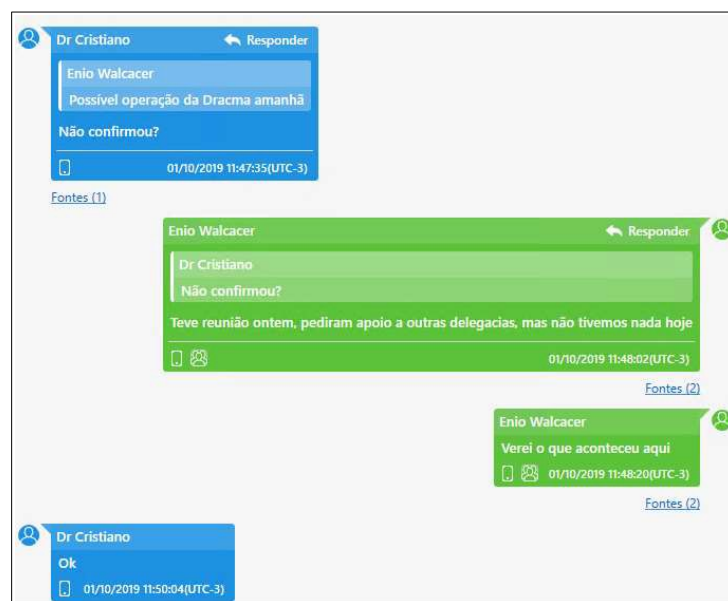 Dr Cristiano Responder
Enio Walcacer
Possível operação da Dracma amanhã
Não confirmou?
01/10/2019 11:47:35(UTC-3)
Fontes (1)
Enio Walcacer Responder
Dr Cristiano
Não confirmou?
Teve reunião ontem, pediram apoio a outras delegacias, mas não tivemos nada hoje
01/10/2019 11:48:02(UTC-3)
Fontes (2)
Enio Walcacer
Verei o que aconteceu aqui
01/10/2019 11:48:20(UTC-3)
Fontes (2)
Dr Cristiano
Ok
01/10/2019 11:50:04(UTC-3)